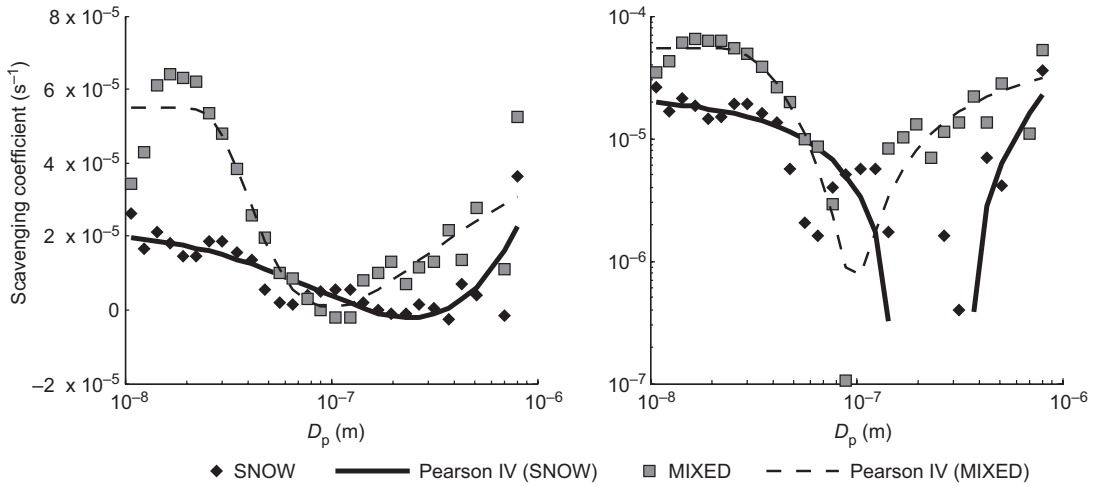 Scavenging coefficient (s⁻¹)
8 x 10⁻⁵
6 x 10⁻⁵
4 x 10⁻⁵
2 x 10⁻⁵
0
–2 x 10⁻⁵
10⁻⁸
10⁻⁷
10⁻⁶
Dₚ (m)
10⁻⁴
10⁻⁵
10⁻⁶
10⁻⁷
10⁻⁸
10⁻⁷
10⁻⁶
Dₚ (m)
SNOW Pearson IV (SNOW) MIXED Pearson IV (MIXED)